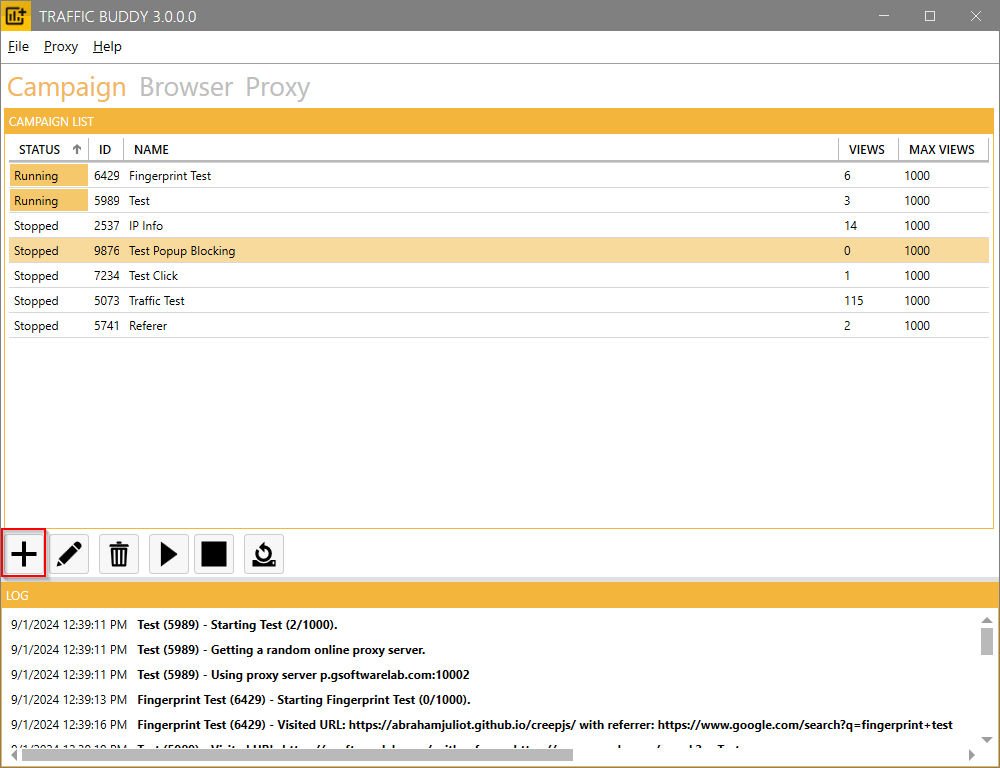 TRAFFIC BUDDY 3.0.0.0
File Proxy Help
Campaign Browser Proxy
CAMPAIGN LIST
STATUS ID NAME VIEWS MAX VIEWS
Running 6429 Fingerprint Test 6 1000
Running 5989 Test 3 1000
Stopped 2537 IP Info 14 1000
Stopped 9876 Test Popup Blocking 0 1000
Stopped 7234 Test Click 1 1000
Stopped 5073 Traffic Test 115 1000
Stopped 5741 Referer 2 1000
LOG
9/1/2024 12:39:11 PM Test (5989) - Starting Test (2/1000).
9/1/2024 12:39:11 PM Test (5989) - Getting a random online proxy server.
9/1/2024 12:39:11 PM Test (5989) - Using proxy server p.gsoftwarelab.com:10002
9/1/2024 12:39:13 PM Fingerprint Test (6429) - Starting Fingerprint Test (0/1000).
9/1/2024 12:39:16 PM Fingerprint Test (6429) - Visited URL: https://abrahamjuliot.github.io/creepjs/ with referrer: https://www.google.com/search?q=fingerprint+test